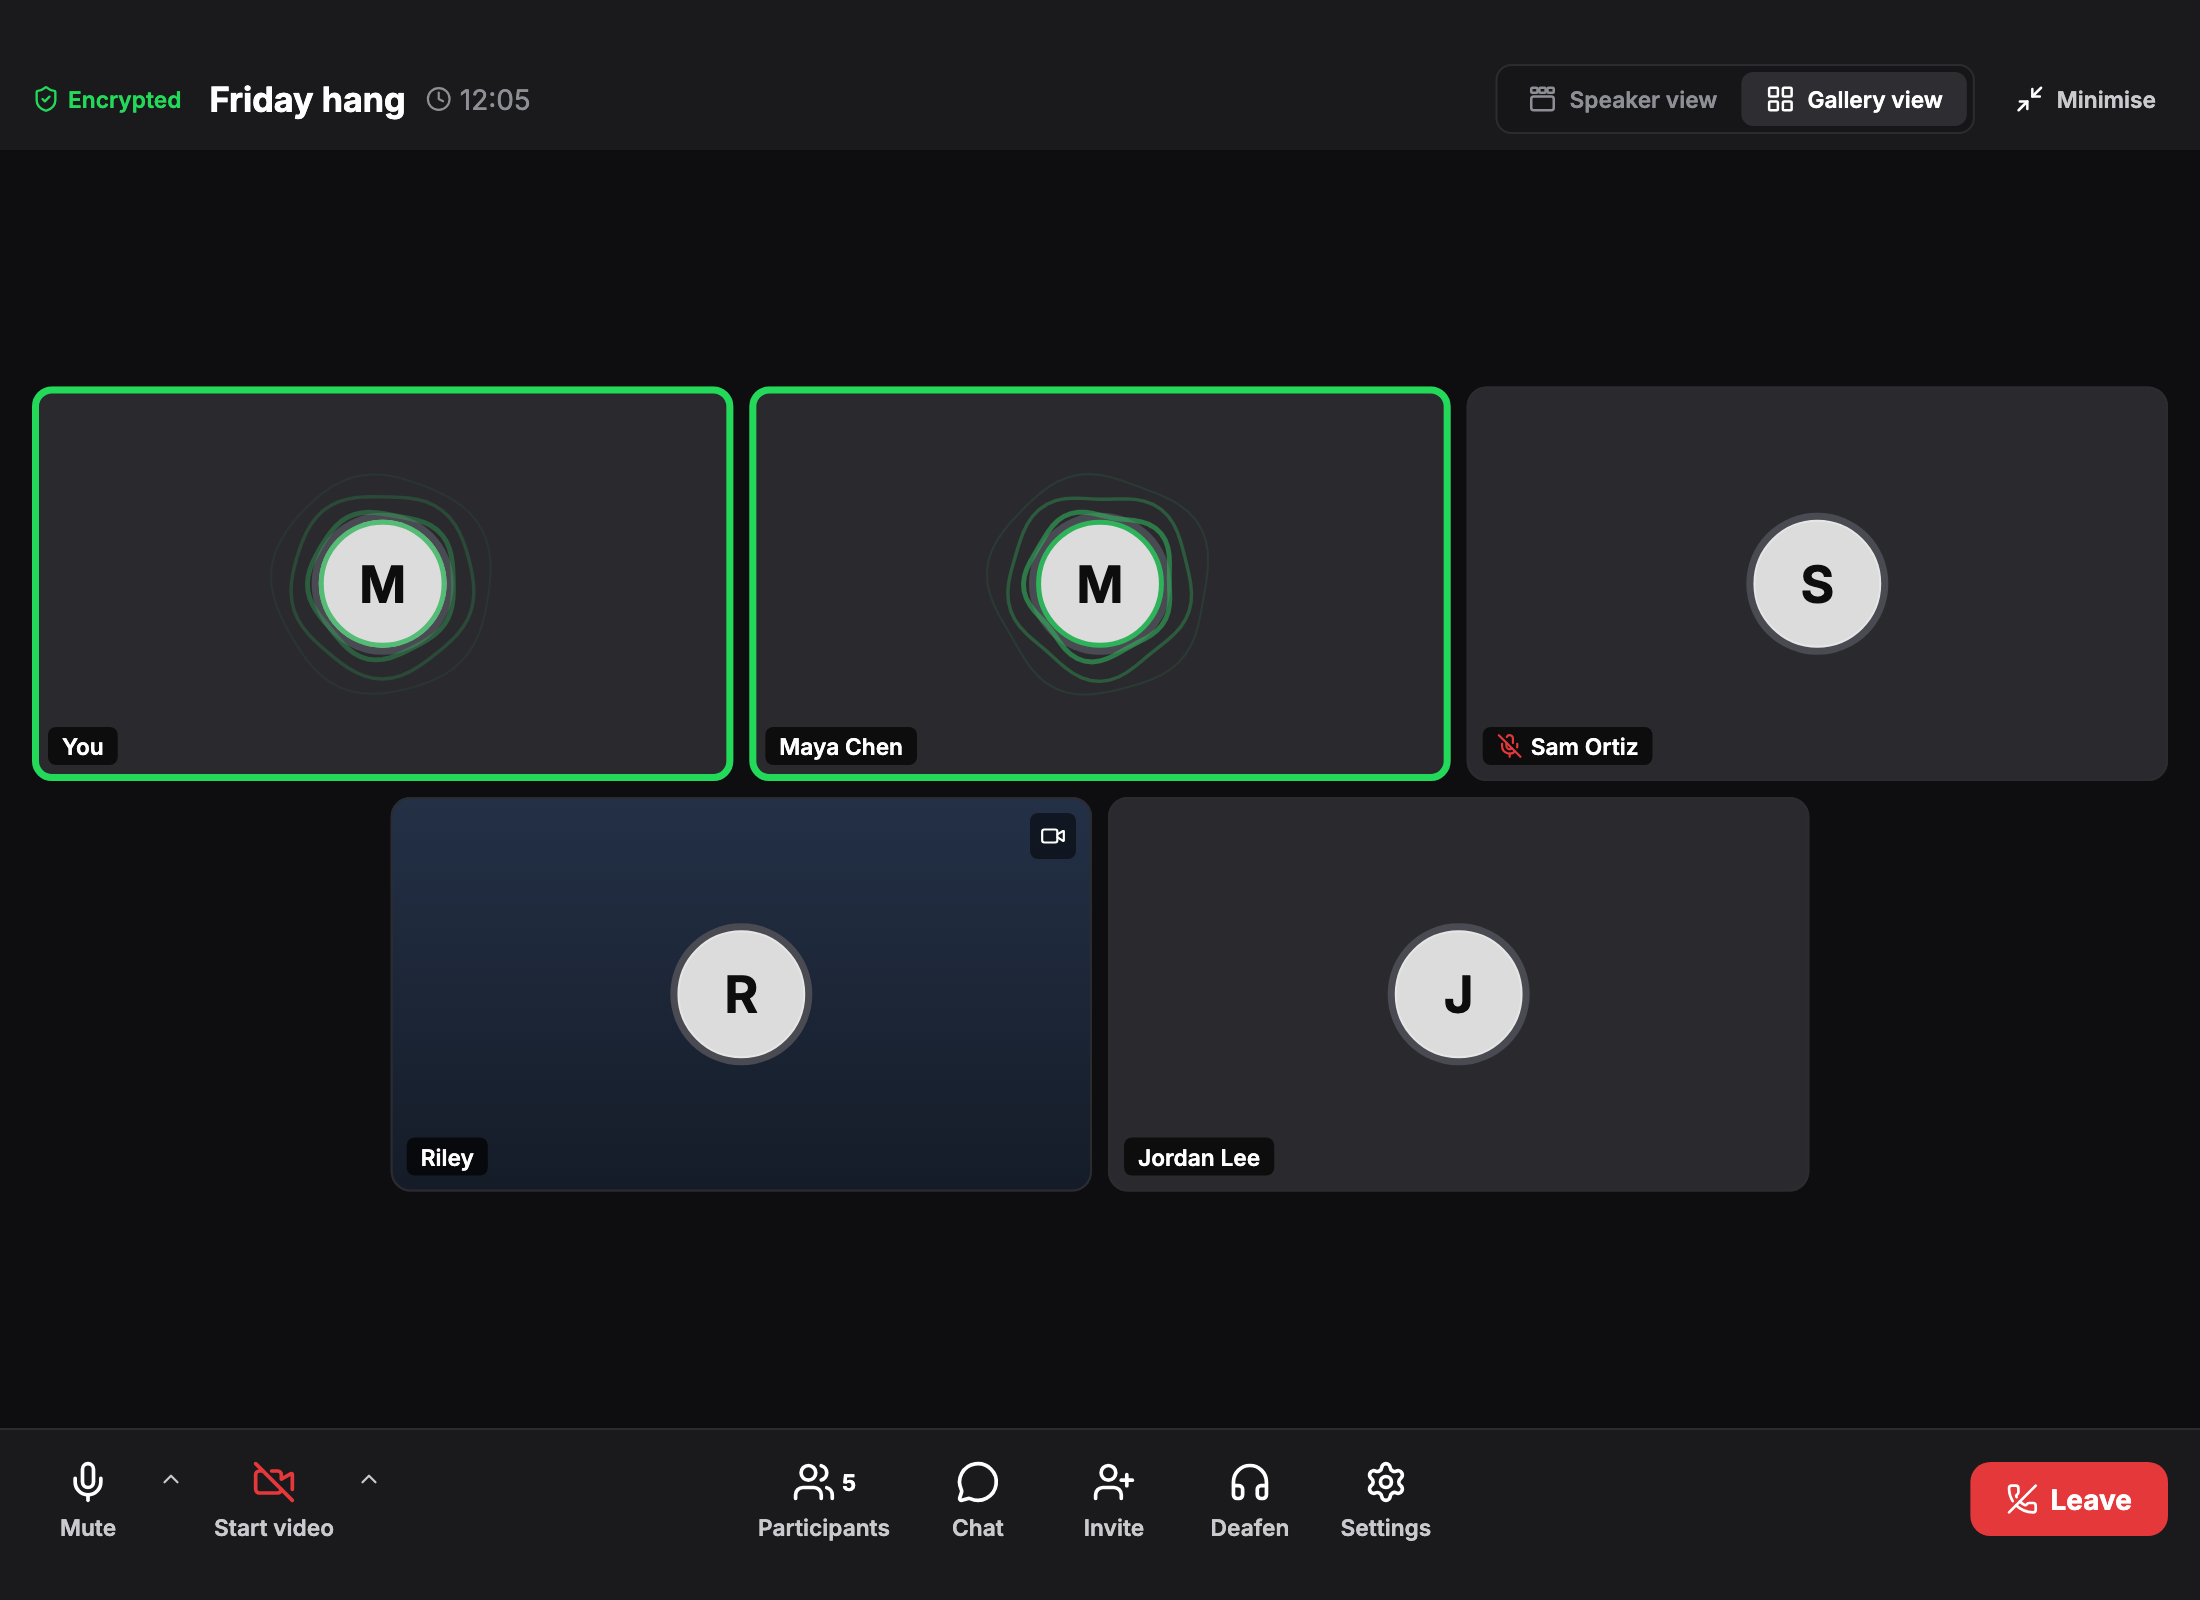 Encrypted Friday hang 12:05 Speaker view Gallery view Minimise
M
You
M
Maya Chen
S
Sam Ortiz
R
Riley
J
Jordan Lee
Mute
Start video
5
Participants
Chat
Invite
Deafen
Settings
Leave